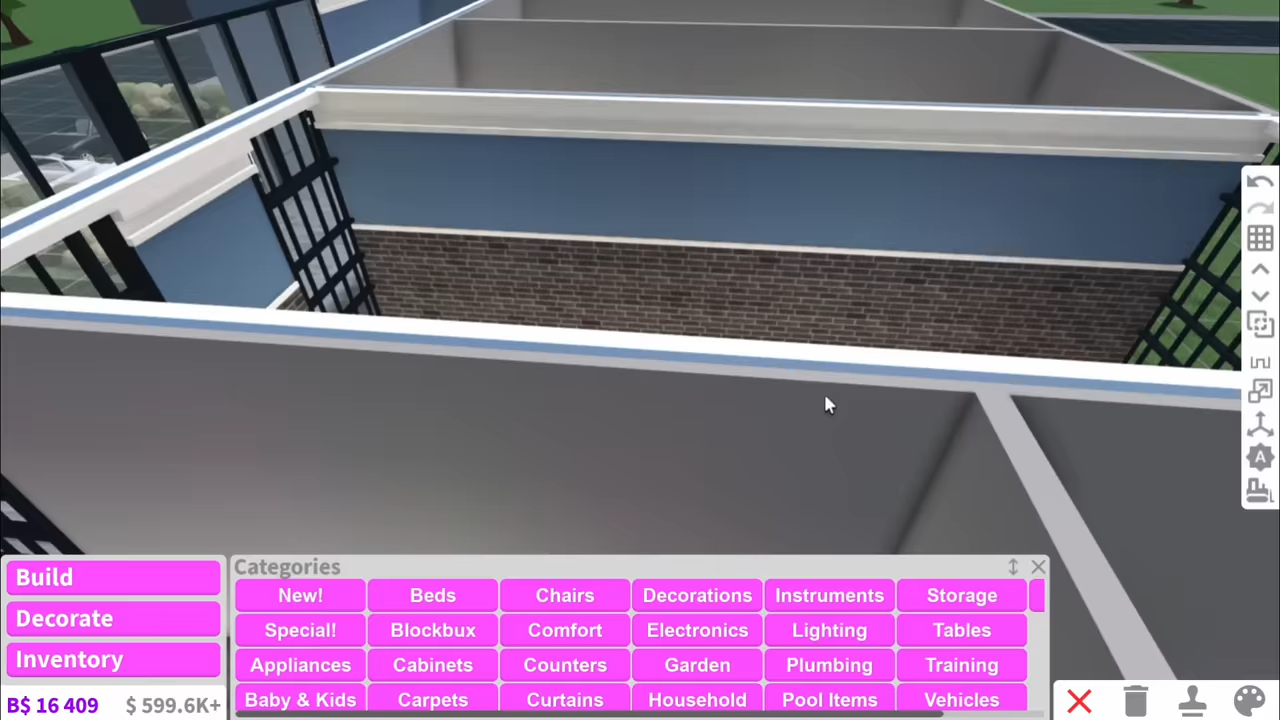 Build
Decorate
Inventory
B$ 16 409
$ 599.6K+
Categories
New!
Beds
Chairs
Decorations
Instruments
Storage
Special!
Blockbux
Comfort
Electronics
Lighting
Tables
Appliances
Cabinets
Counters
Garden
Plumbing
Training
Baby & Kids
Carpets
Curtains
Household
Pool Items
Vehicles
A